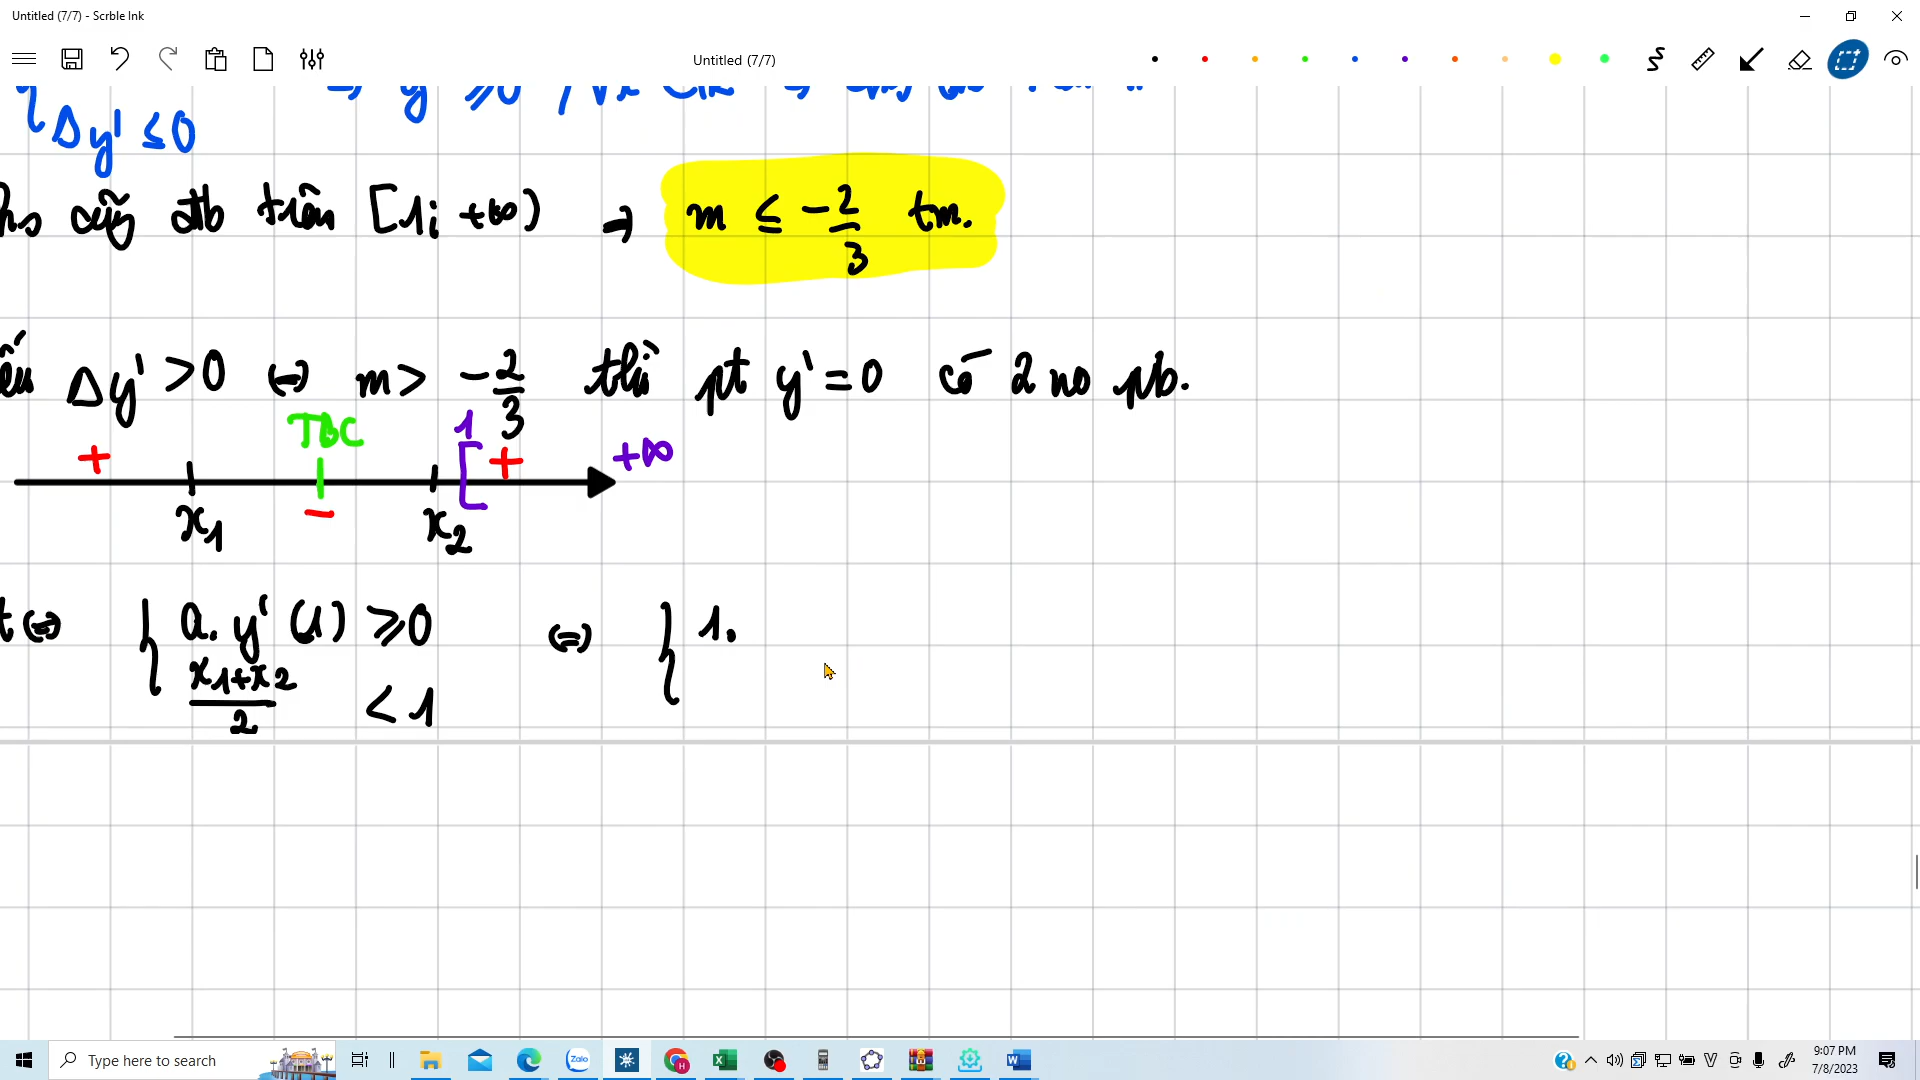 Untitled (7/7) - Scrble Ink
Untitled (7/7)
Δy' ≤ 0
hs cũg đb trên [1; +∞) ⇒ m ≤ -2/3 tm.
Δy' > 0 ⇔ m > -2/3 thì pt y' = 0 có 2 no pb.
TBC
1
+ + +∞
−
x₁ x₂
⇔ { a. y'(1) ≥ 0 ⇔ { 1.
x₁+x₂/2 < 1
Type here to search
Zalo
9:07 PM
7/8/2023